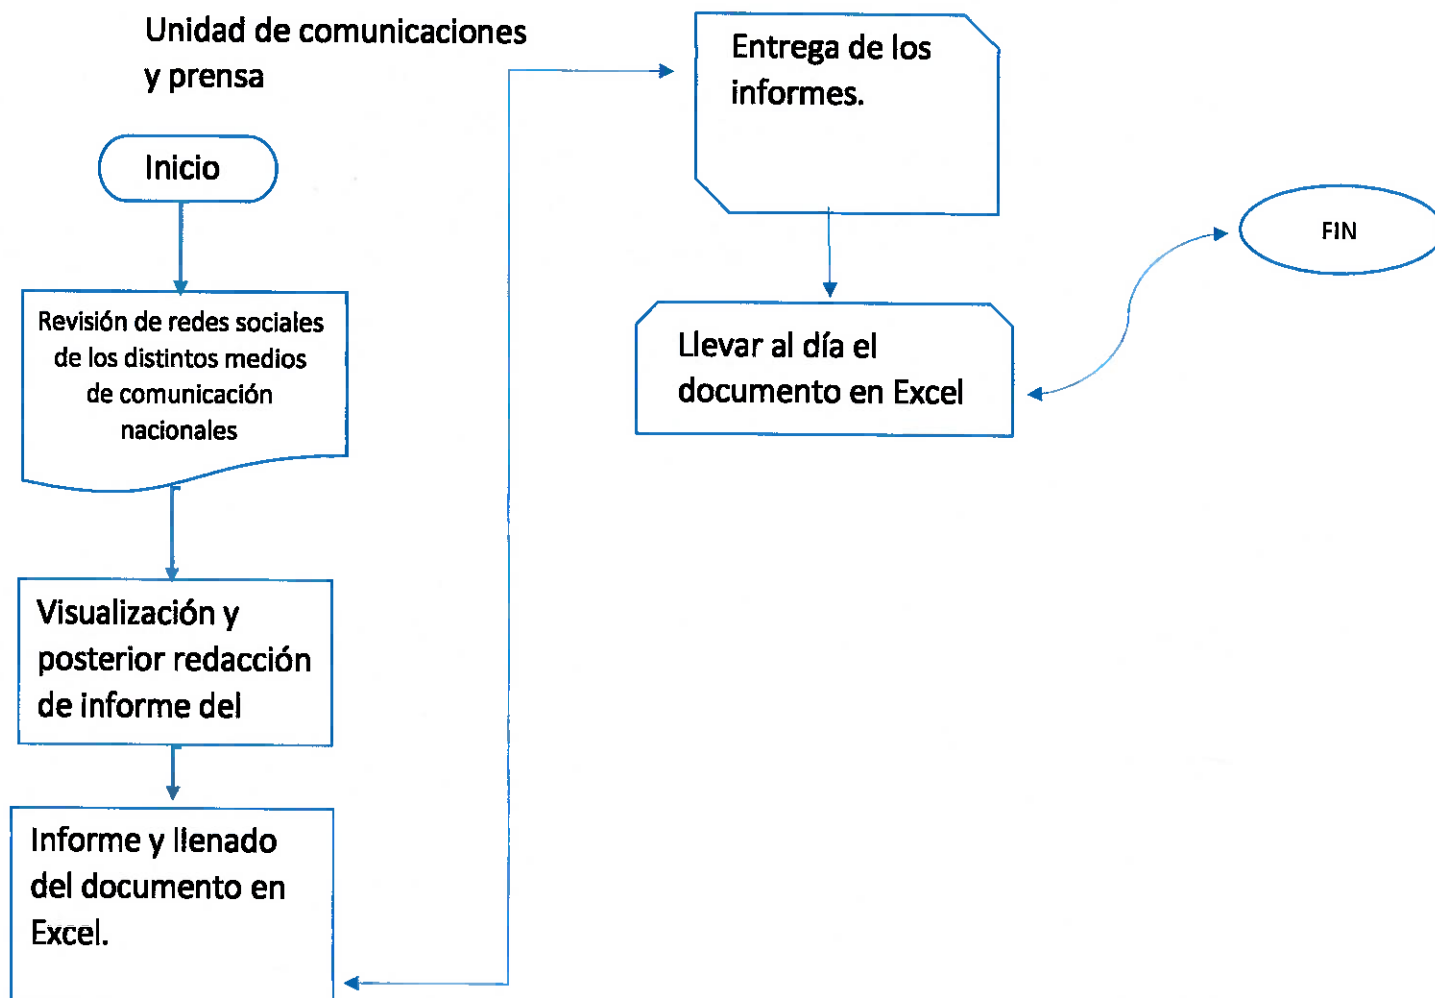 Unidad de comunicaciones
y prensa
Inicio
Revisión de redes sociales
de los distintos medios
de comunicación
nacionales
Visualización y
posterior redacción
de informe del
Informe y llenado
del documento en
Excel.
Entrega de los
informes.
Llevar al día el
documento en Excel
FIN